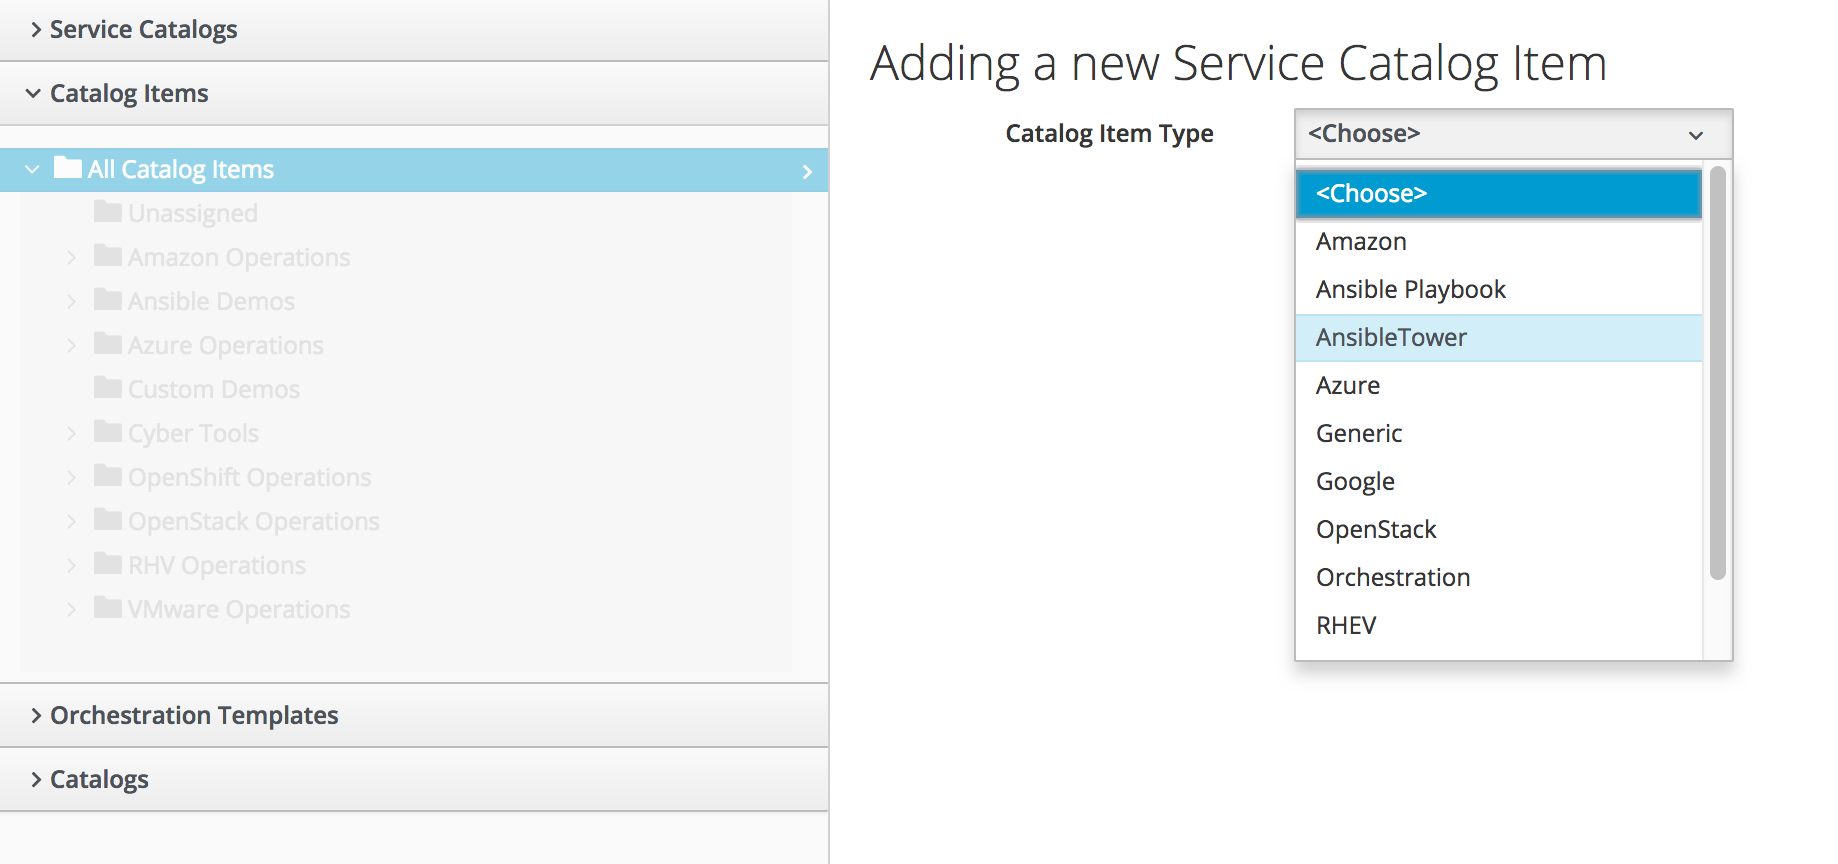 Service Catalogs
Catalog Items
All Catalog Items
Unassigned
Amazon Operations
Ansible Demos
Azure Operations
Custom Demos
Cyber Tools
OpenShift Operations
OpenStack Operations
RHV Operations
VMware Operations
Orchestration Templates
Catalogs
Adding a new Service Catalog Item
Catalog Item Type
<Choose>
<Choose>
Amazon
Ansible Playbook
AnsibleTower
Azure
Generic
Google
OpenStack
Orchestration
RHEV